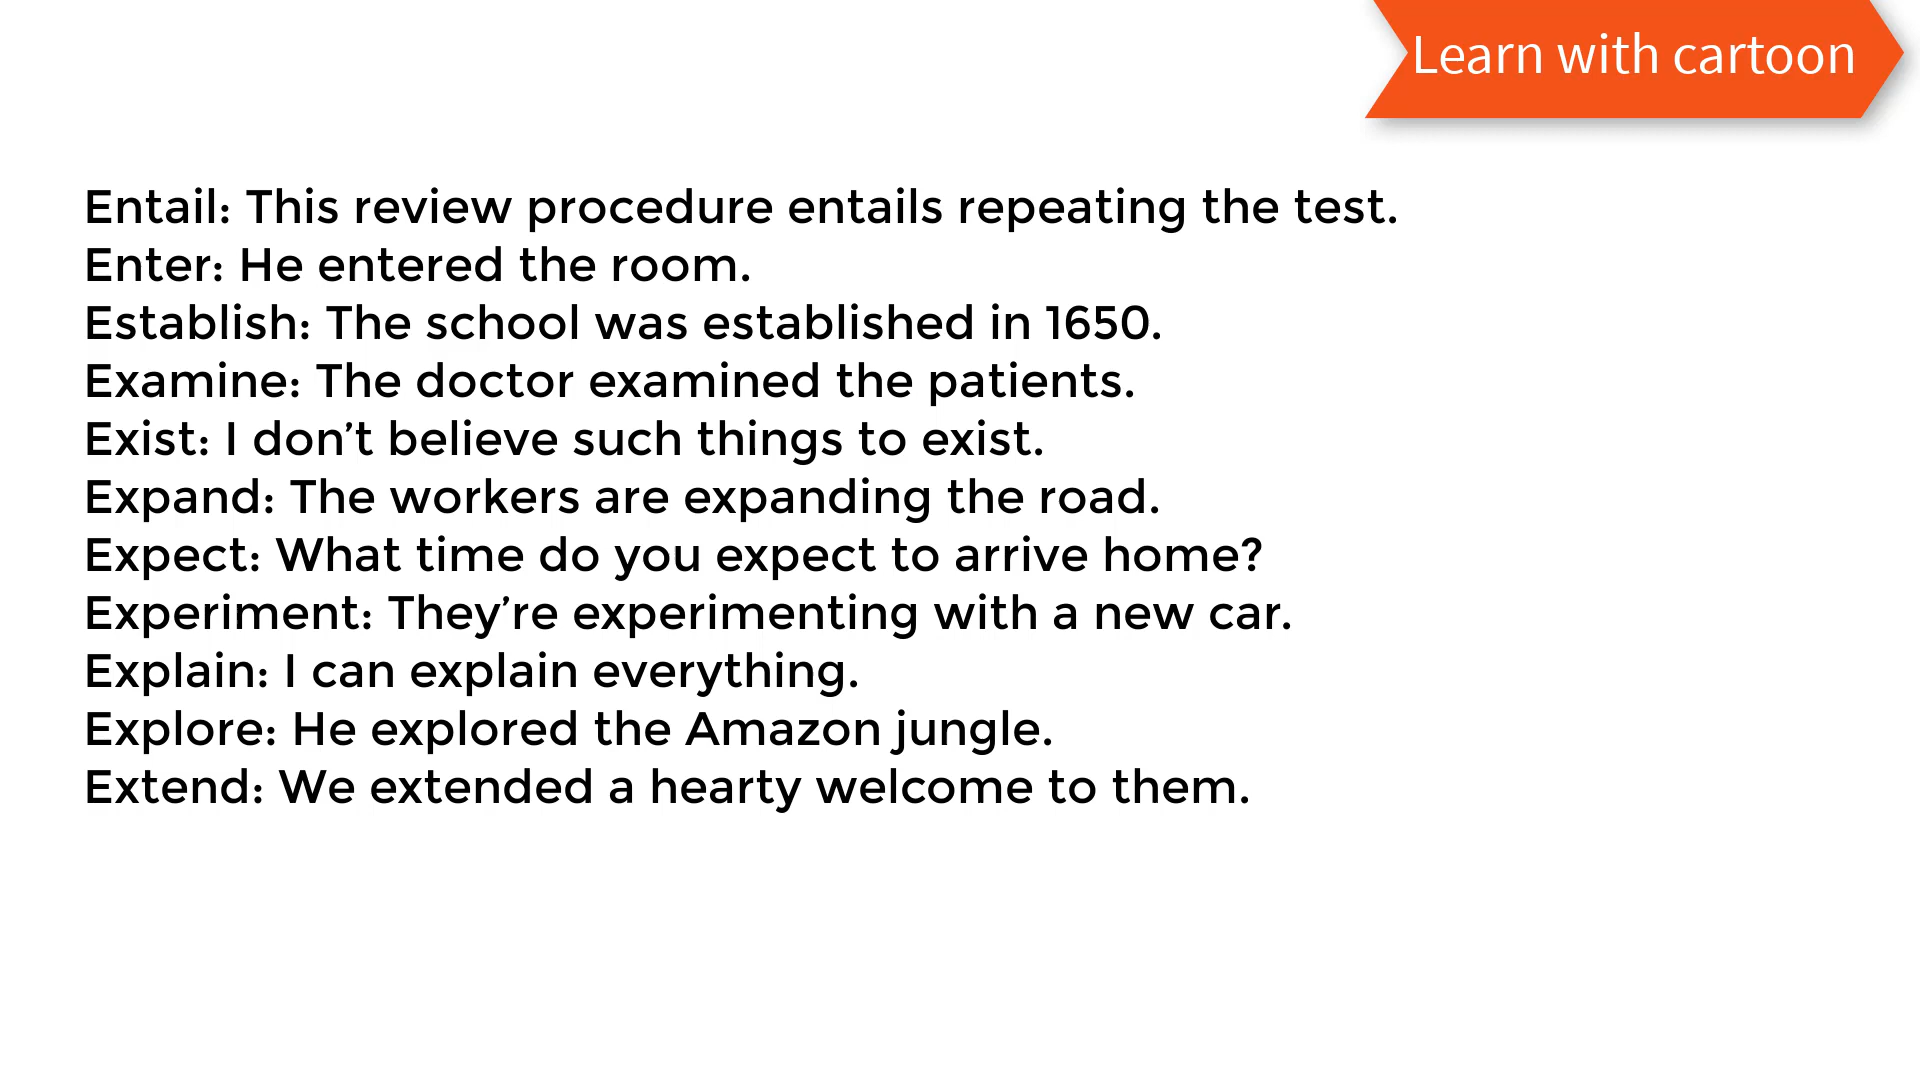 Learn with cartoon
Entail: This review procedure entails repeating the test.
Enter: He entered the room.
Establish: The school was established in 1650.
Examine: The doctor examined the patients.
Exist: I don’t believe such things to exist.
Expand: The workers are expanding the road.
Expect: What time do you expect to arrive home?
Experiment: They’re experimenting with a new car.
Explain: I can explain everything.
Explore: He explored the Amazon jungle.
Extend: We extended a hearty welcome to them.